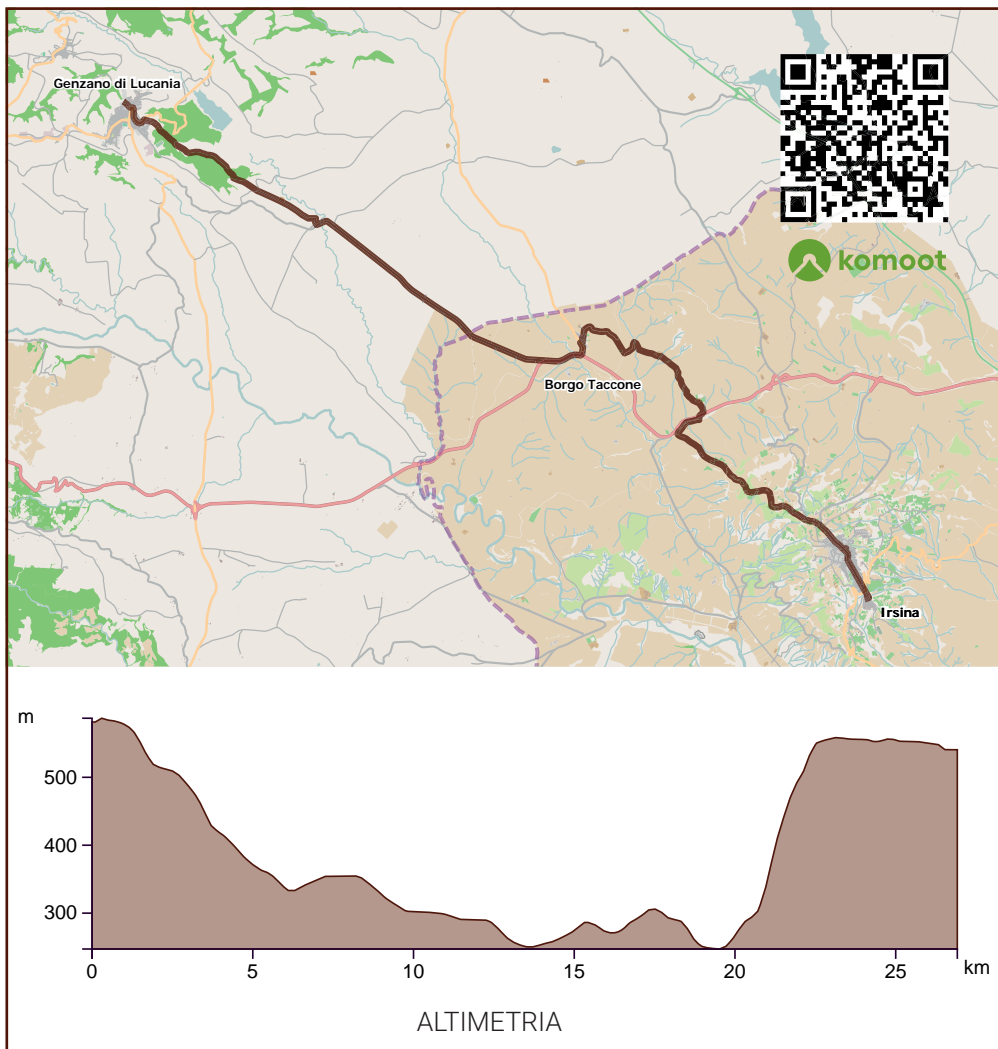 Genzano di Lucania
komoot
Borgo Taccone
Irsina
m
500
400
300
0 5 10 15 20 25 km
ALTIMETRIA